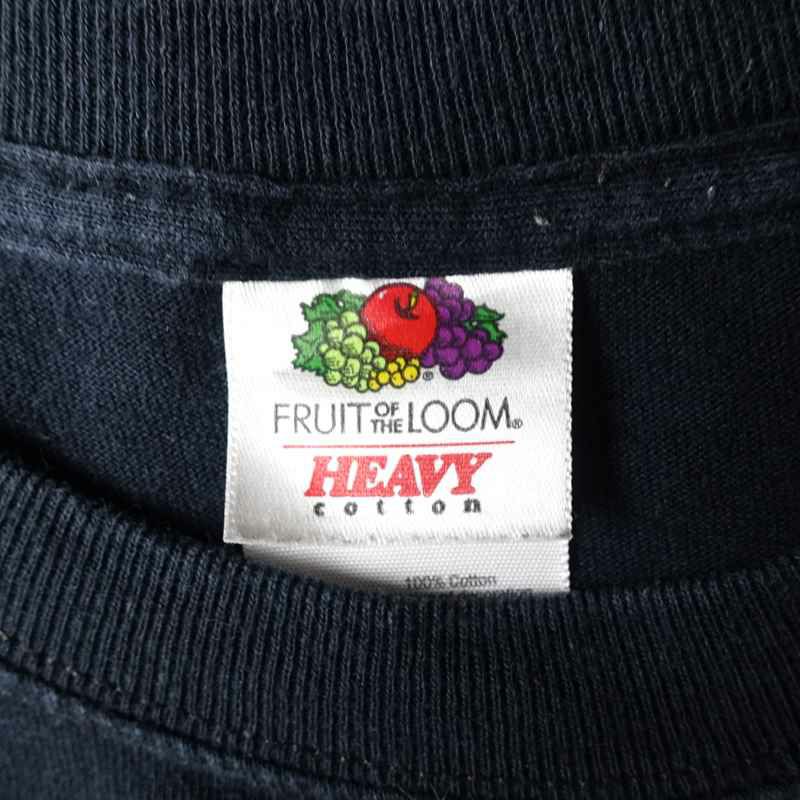 ®
FRUIT OF THE LOOM®
HEAVY
cotton
100% Cotton